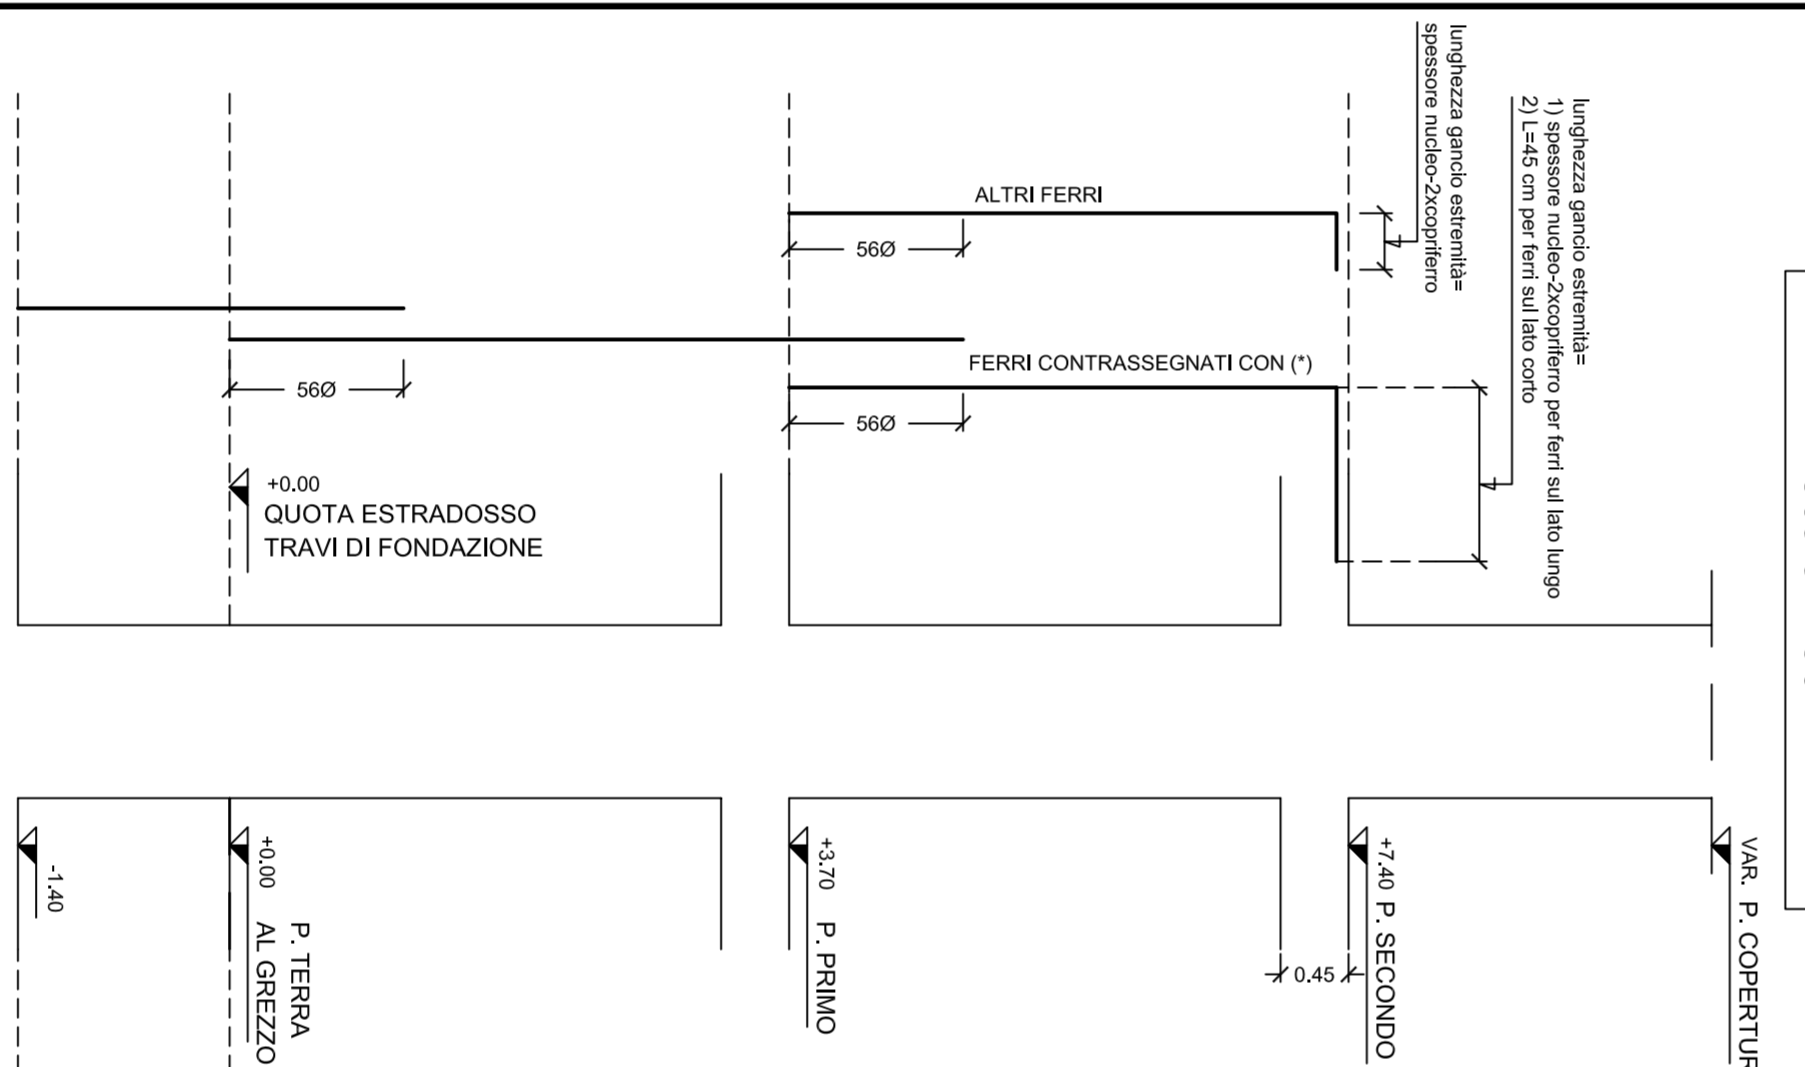 lunghezza gancio estremità=
spessore nucleo-2xcopriferro
lunghezza gancio estremità=
1) spessore nucleo-2xcopriferro per ferri sul lato lungo
2) L=45 cm per ferri sul lato corto
ALTRI FERRI
56Ø
FERRI CONTRASSEGNATI CON (*)
56Ø
56Ø
+0.00
QUOTA ESTRADOSSO
TRAVI DI FONDAZIONE
-1.40
+0.00
P. TERRA
AL GREZZO
+3.70 P. PRIMO
0.45
+7.40 P. SECONDO
VAR. P. COPERTUR